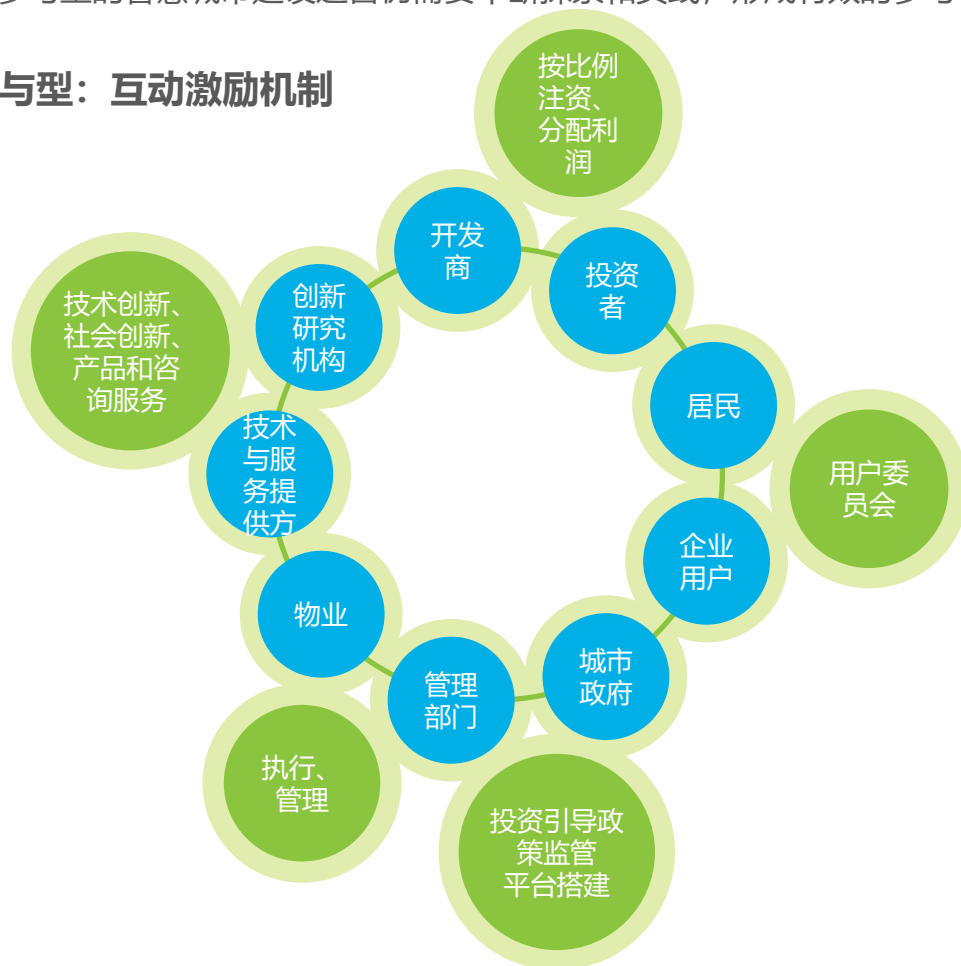 与型：互动激励机制
按比例
注资、
分配利
润
开发
商
投资
者
创新
研究
机构
技术创新、
社会创新、
产品和咨
询服务
居民
技术
与服
务提
供方
用户委
员会
企业
用户
物业
城市
政府
管理
部门
执行、
管理
投资引导政
策监管
平台搭建